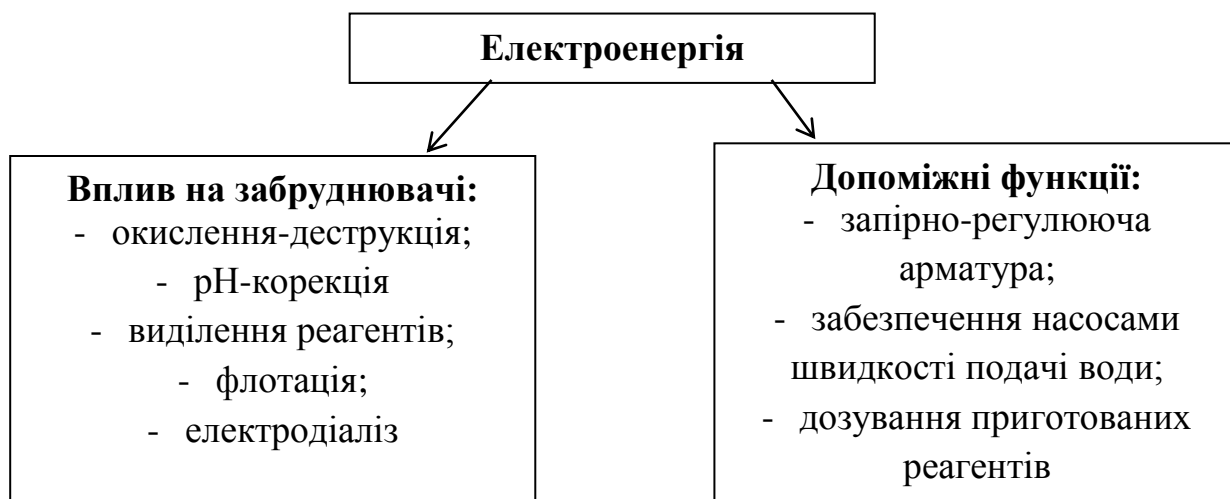 Електроенергія
Вплив на забруднювачі:
- окислення-деструкція;
- рН-корекція
- виділення реагентів;
- флотація;
- електродіаліз
Допоміжні функції:
- запірно-регулююча
арматура;
- забезпечення насосами
швидкості подачі води;
- дозування приготованих
реагентів